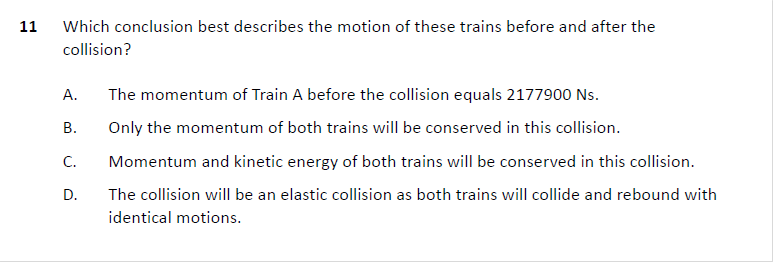 11 Which conclusion best describes the motion of these trains before and after the
collision?
A. The momentum of Train A before the collision equals 2177900 Ns.
B. Only the momentum of both trains will be conserved in this collision.
C. Momentum and kinetic energy of both trains will be conserved in this collision.
D. The collision will be an elastic collision as both trains will collide and rebound with
identical motions.